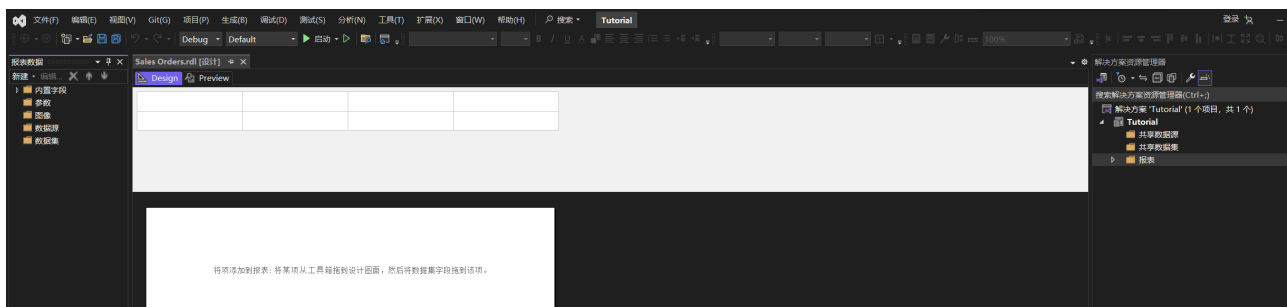 文件(F) 编辑(E) 视图(V) Git(G) 项目(P) 生成(B) 调试(D) 测试(S) 分析(N) 工具(T) 扩展(X) 窗口(W) 帮助(H) 搜索 Tutorial 登录
Debug Default 启动 100%
报表数据
新建 编辑...
内置字段
参数
图像
数据源
数据集
Sales Orders.rdl [设计]
Design Preview
将项添加到报表: 将某项从工具箱拖到设计图面，然后将数据集字段拖到该项。
解决方案资源管理器
搜索解决方案资源管理器(Ctrl+;)
解决方案 'Tutorial' (1 个项目，共 1 个)
Tutorial
共享数据源
共享数据集
报表